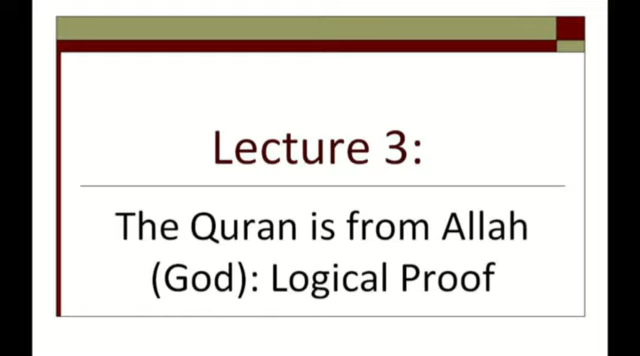 Lecture 3:
The Quran is from Allah
(God): Logical Proof